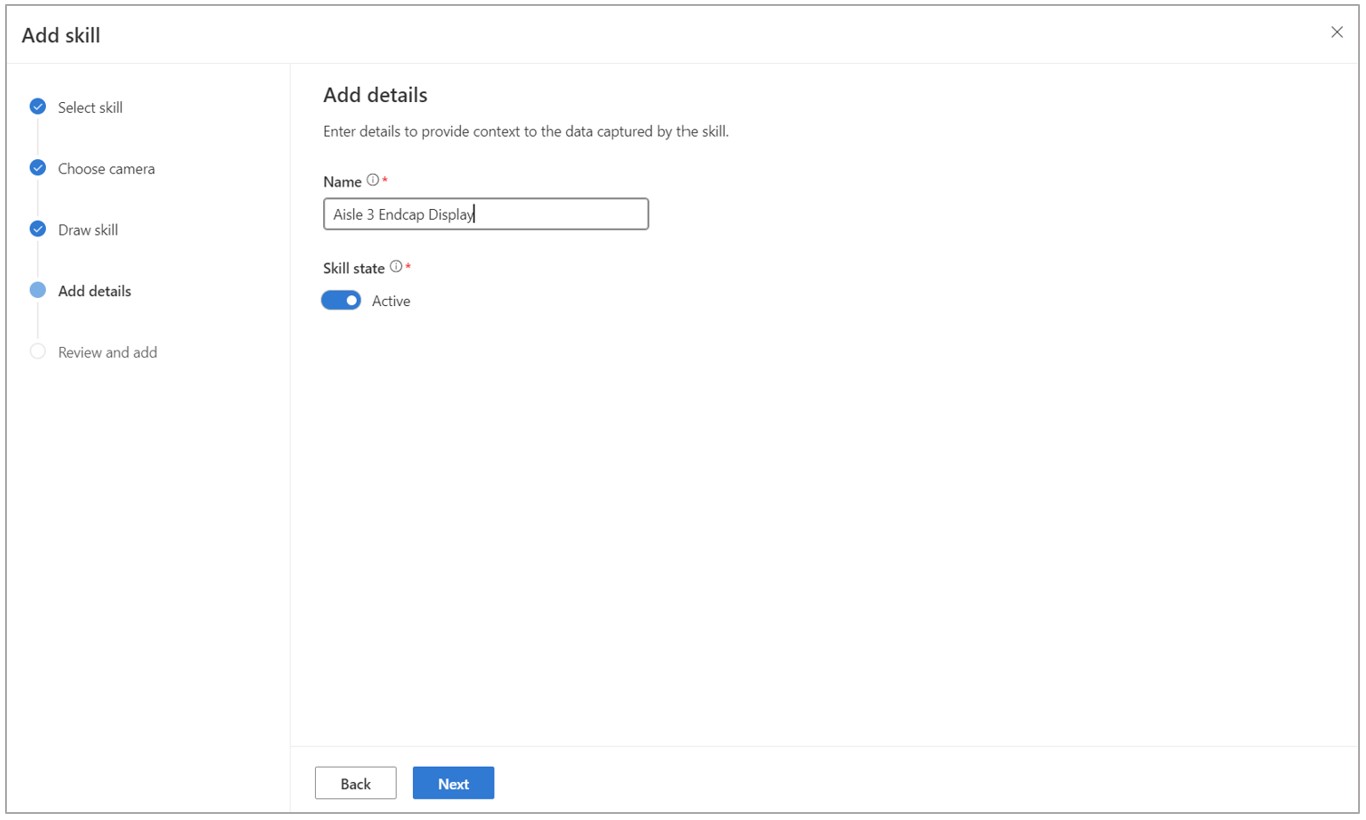 Add skill
Select skill
Choose camera
Draw skill
Add details
Review and add
Add details
Enter details to provide context to the data captured by the skill.
Name *
Aisle 3 Endcap Display
Skill state *
Active
Back
Next